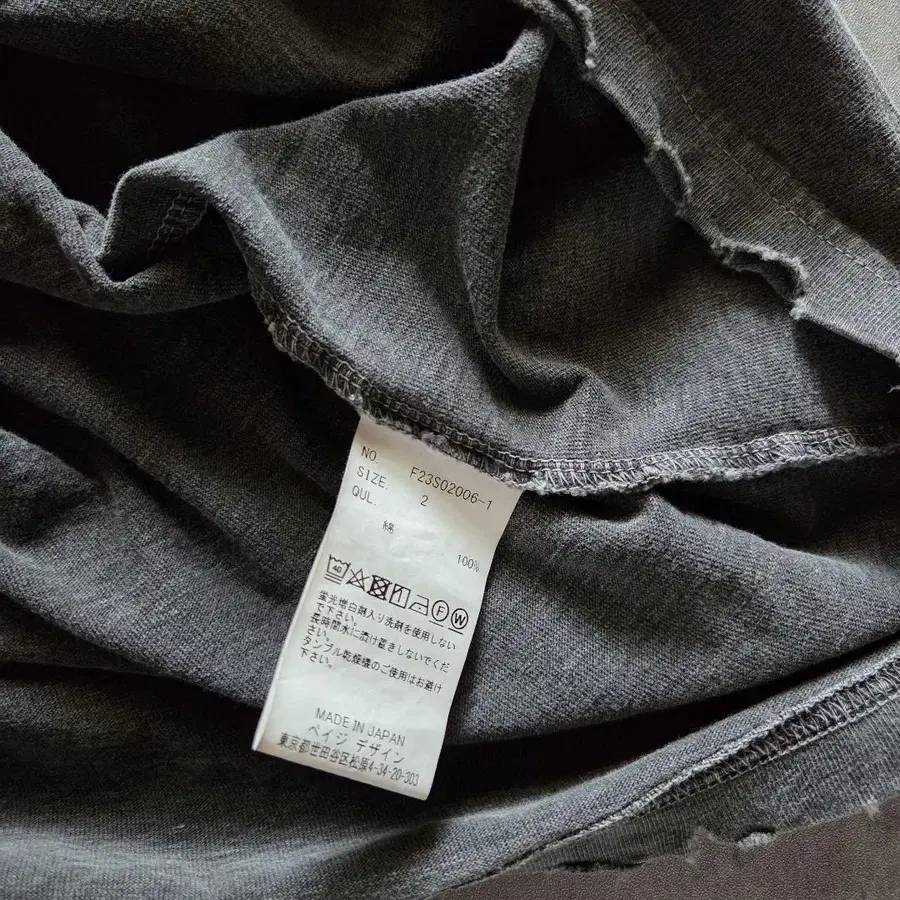 NO. F23S02006-1
SIZE. 2
QUL.
綿
100%
40 F W
蛍光増白剤入り洗剤を使用しない
で下さい。
長時間水に漬け置きしないでくだ
さい。
タンブル乾燥機のご使用はお避け
下さい。
MADE IN JAPAN
ペイジ デザイン
東京都世田谷区松原4-34-20-303